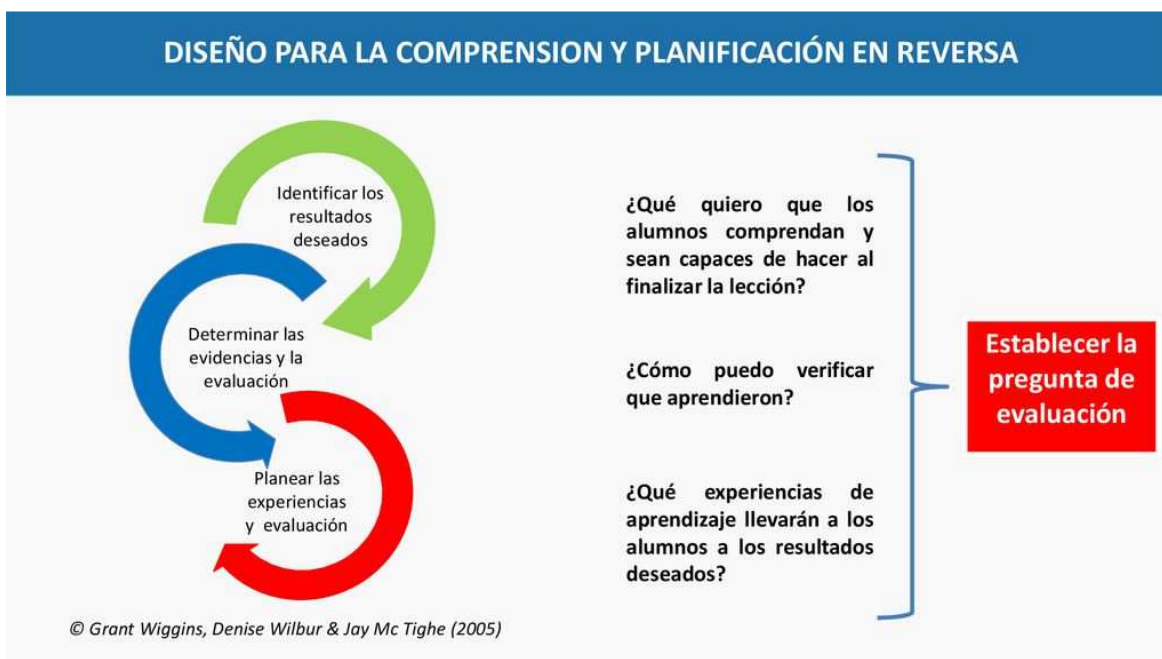 DISEÑO PARA LA COMPRENSION Y PLANIFICACIÓN EN REVERSA
Identificar los
resultados
deseados
Determinar las
evidencias y la
evaluación
Planear las
experiencias
y evaluación
© Grant Wiggins, Denise Wilbur & Jay Mc Tighe (2005)
¿Qué quiero que los
alumnos comprendan y
sean capaces de hacer al
finalizar la lección?
¿Cómo puedo verificar
que aprendieron?
¿Qué experiencias de
aprendizaje llevarán a los
alumnos a los resultados
deseados?
Establecer la
pregunta de
evaluación